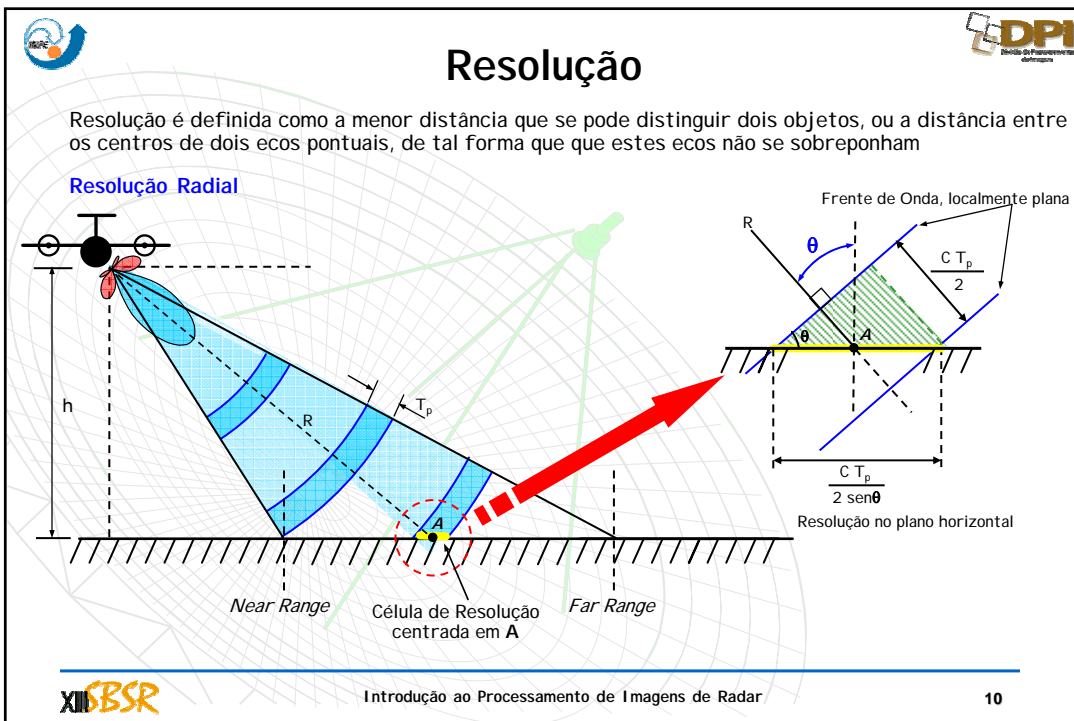 INPE
DPI
Resolução
Resolução é definida como a menor distância que se pode distinguir dois objetos, ou a distância entre
os centros de dois ecos pontuais, de tal forma que que estes ecos não se sobreponham
Resolução Radial
Frente de Onda, localmente plana
R
θ
C Tp
2
θ
A
h
R
Tp
A
C Tp
2 senθ
Resolução no plano horizontal
Near Range
Célula de Resolução
centrada em A
Far Range
XIII SBSR
Introdução ao Processamento de Imagens de Radar
10